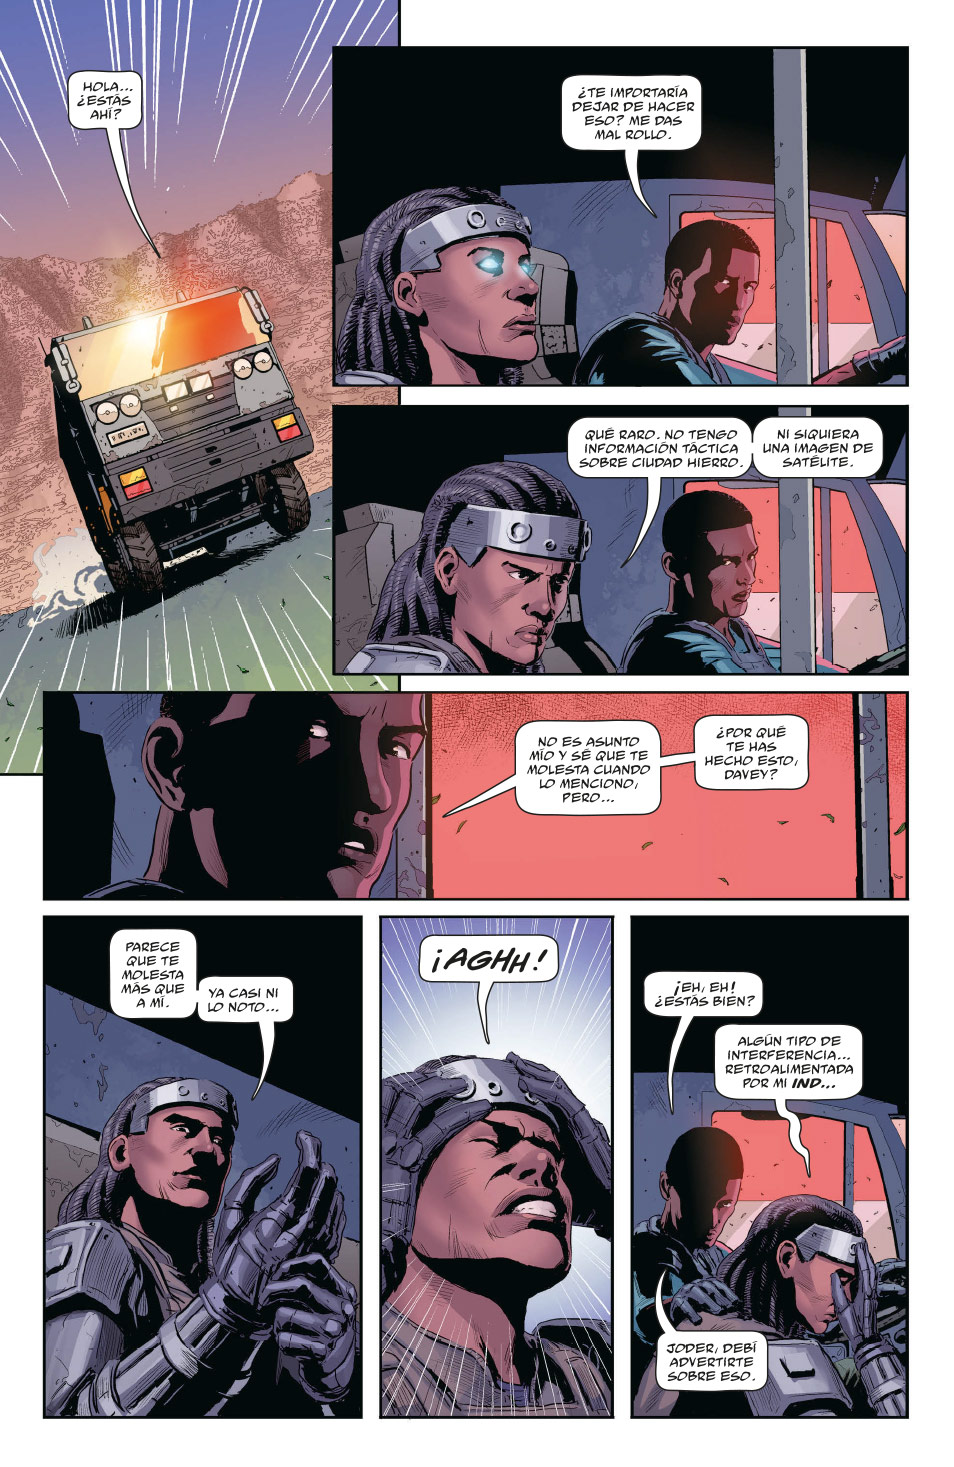 HOLA...
¿ESTÁS
AHÍ?
¿TE IMPORTARÍA
DEJAR DE HACER
ESO? ME DAS
MAL ROLLO.
QUÉ RARO. NO TENGO
INFORMACIÓN TÁCTICA
SOBRE CIUDAD HIERRO.
NI SIQUIERA
UNA IMAGEN DE
SATÉLITE.
NO ES ASUNTO
MÍO Y SÉ QUE TE
MOLESTA CUANDO
LO MENCIONO,
PERO...
¿POR QUÉ
TE HAS
HECHO ESTO,
DAVEY?
PARECE
QUE TE
MOLESTA
MÁS QUE
A MÍ.
YA CASI NI
LO NOTO...
¡AGHH!
¡EH, EH!
¿ESTÁS BIEN?
ALGÚN TIPO DE
INTERFERENCIA...
RETROALIMENTADA
POR MI IND...
JODER, DEBÍ
ADVERTIRTE
SOBRE ESO.